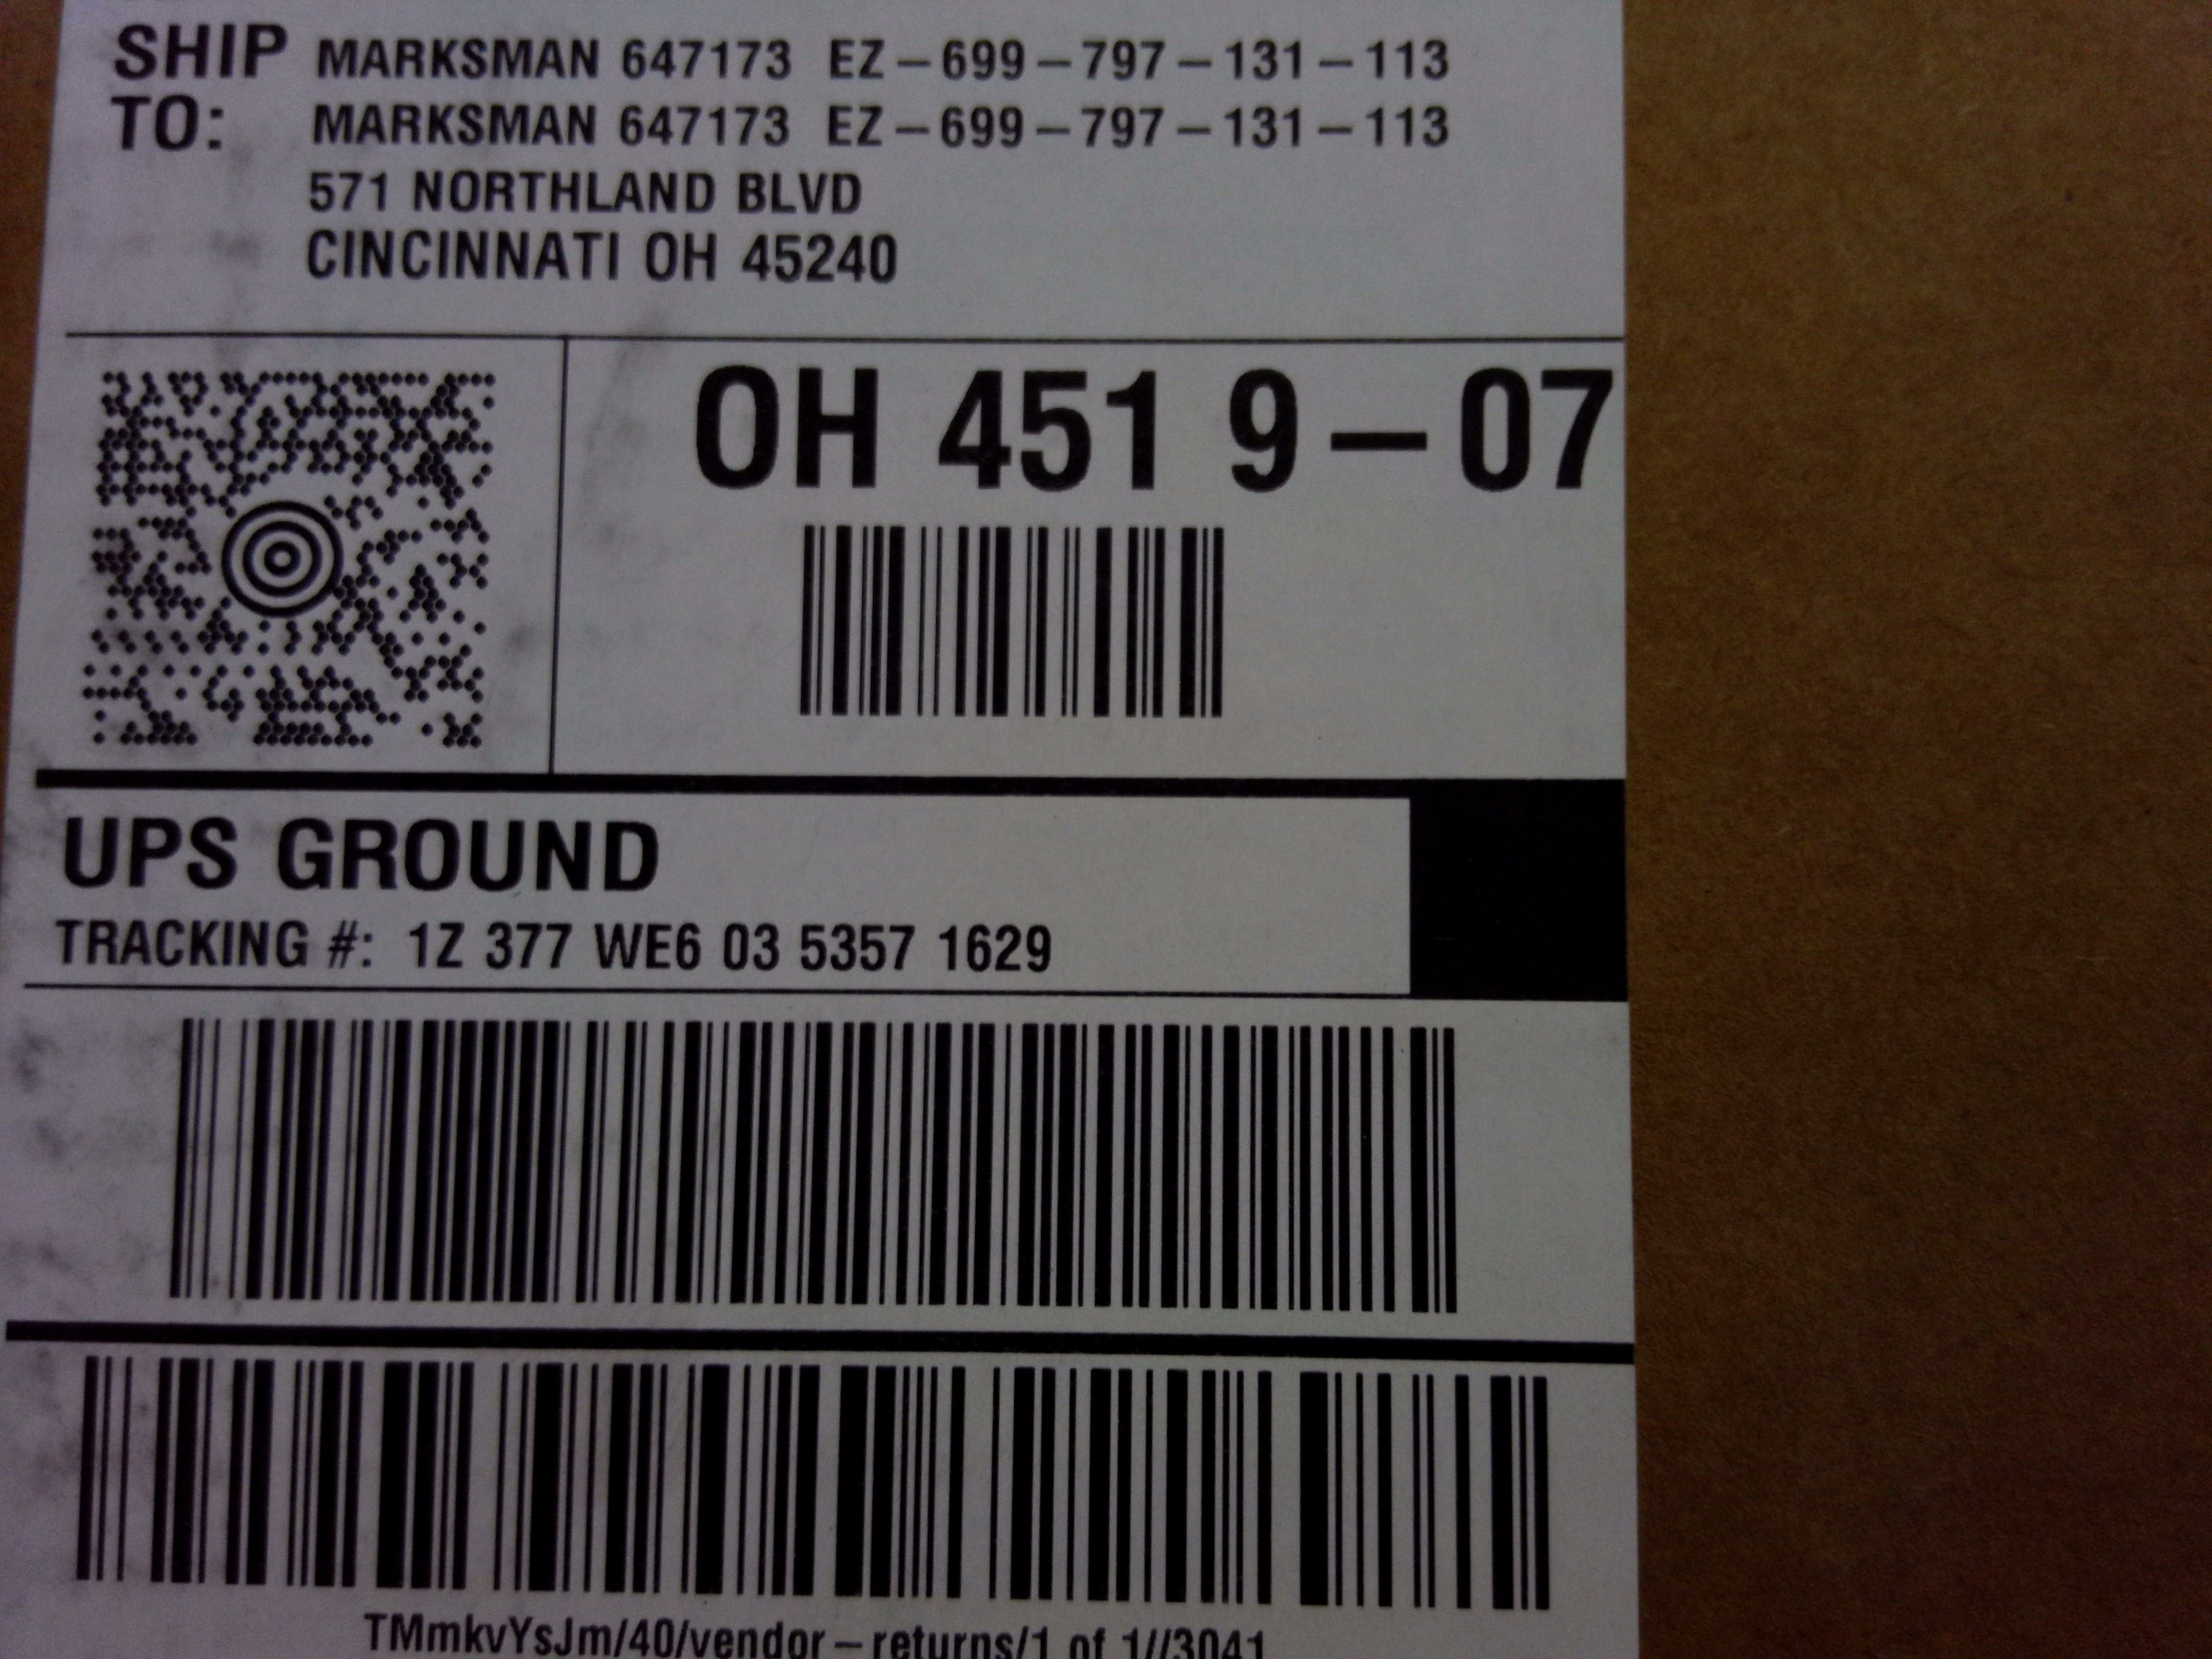 SHIP TO: MARKSMAN 647173 EZ-699-797-131-113
MARKSMAN 647173 EZ-699-797-131-113
571 NORTHLAND BLVD
CINCINNATI OH 45240
OH 451 9-07
UPS GROUND
TRACKING #: 1Z 377 WE6 03 5357 1629
TMmkvYsJm/40/vendor-returns/1 of 1//3041